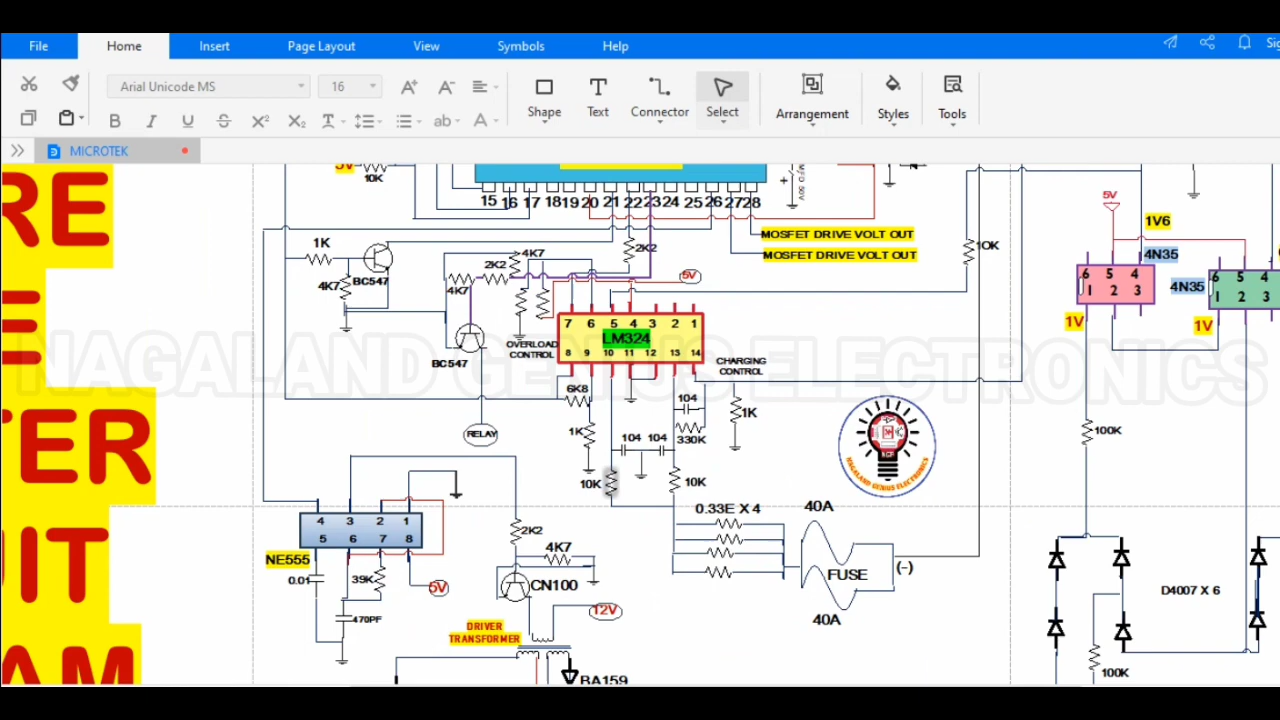 File Home Insert Page Layout View Symbols Help
Arial Unicode MS 16
Shape Text Connector Select Arrangement Styles Tools
MICROTEK
5V
10K
15 16 17 18 19 20 21 22 23 24 25 26 27 28
MFD 50V
MOSFET DRIVE VOLT OUT
MOSFET DRIVE VOLT OUT
1K
BC547
4K7
4K7
2K2
4K7
2K2
5V
10K
5V
1V6
4N35
6 5 4
1 2 3
1V
4N35
6 5 4
1 2 3
1V
7 6 5 4 3 2 1
LM324
8 9 10 11 12 13 14
OVERLOAD
CONTROL
CHARGING
CONTROL
BC547
RELAY
NAGALAND GENIUS ELECTRONICS
6K8
1K
104
330K
1K
104 104
10K
10K
NAGALAND GENIUS ELECTRONICS
100K
RE
TER
UIT
AM
4 3 2 1
5 6 7 8
NE555
0.01
39K
470PF
5V
2K2
4K7
CN100
12V
DRIVER
TRANSFORMER
BA159
0.33E X 4
40A
FUSE
(-)
40A
D4007 X 6
100K